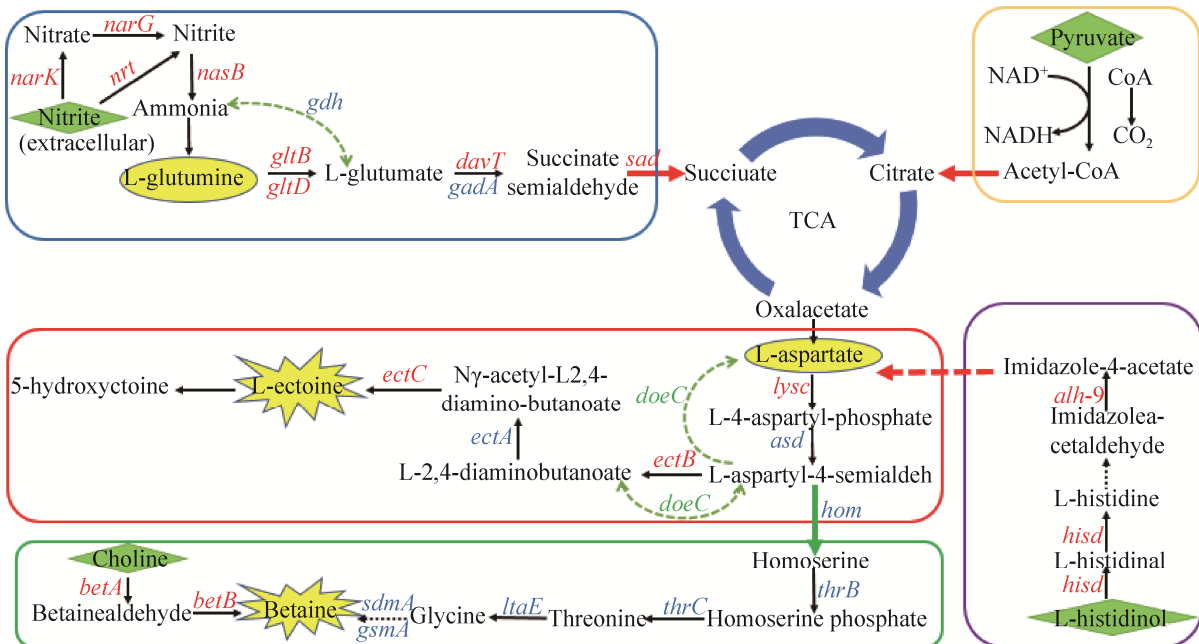 Nitrate
narG
Nitrite
narK
nrt
nasB
Nitrite
(extracellular)
Ammonia
gdh
L-glutumine
gltB
gltD
L-glutumate
davT
gadA
Succinate
semialdehyde
sad
Succiuate
Citrate
TCA
Pyruvate
NAD+
CoA
NADH
CO2
Acetyl-CoA
Oxalacetate
L-aspartate
lysc
L-4-aspartyl-phosphate
asd
doeC
L-aspartyl-4-semialdeh
ectB
doeC
L-2,4-diaminobutanoate
ectA
Nγ-acetyl-L2,4-
diamino-butanoate
ectC
L-ectoine
5-hydroxyctoine
hom
Imidazole-4-acetate
alh-9
Imidazolea-
cetaldehyde
L-histidine
hisd
L-histidinal
hisd
L-histidinol
Choline
betA
Betainealdehyde
betB
Betaine
sdmA
gsmA
Glycine
ltaE
Threonine
thrC
Homoserine phosphate
thrB
Homoserine